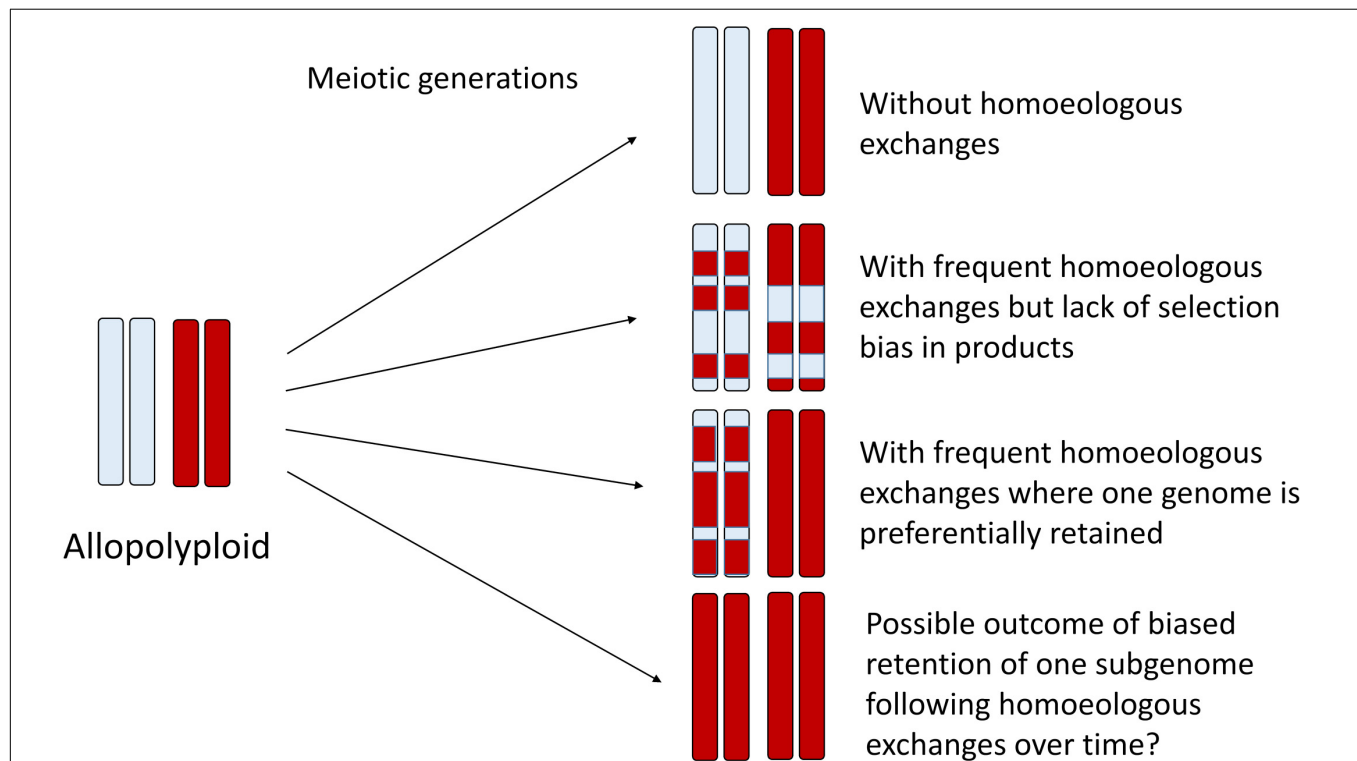 Meiotic generations
Without homoeologous
exchanges
With frequent homoeologous
exchanges but lack of selection
bias in products
With frequent homoeologous
exchanges where one genome is
preferentially retained
Allopolyploid
Possible outcome of biased
retention of one subgenome
following homoeologous
exchanges over time?